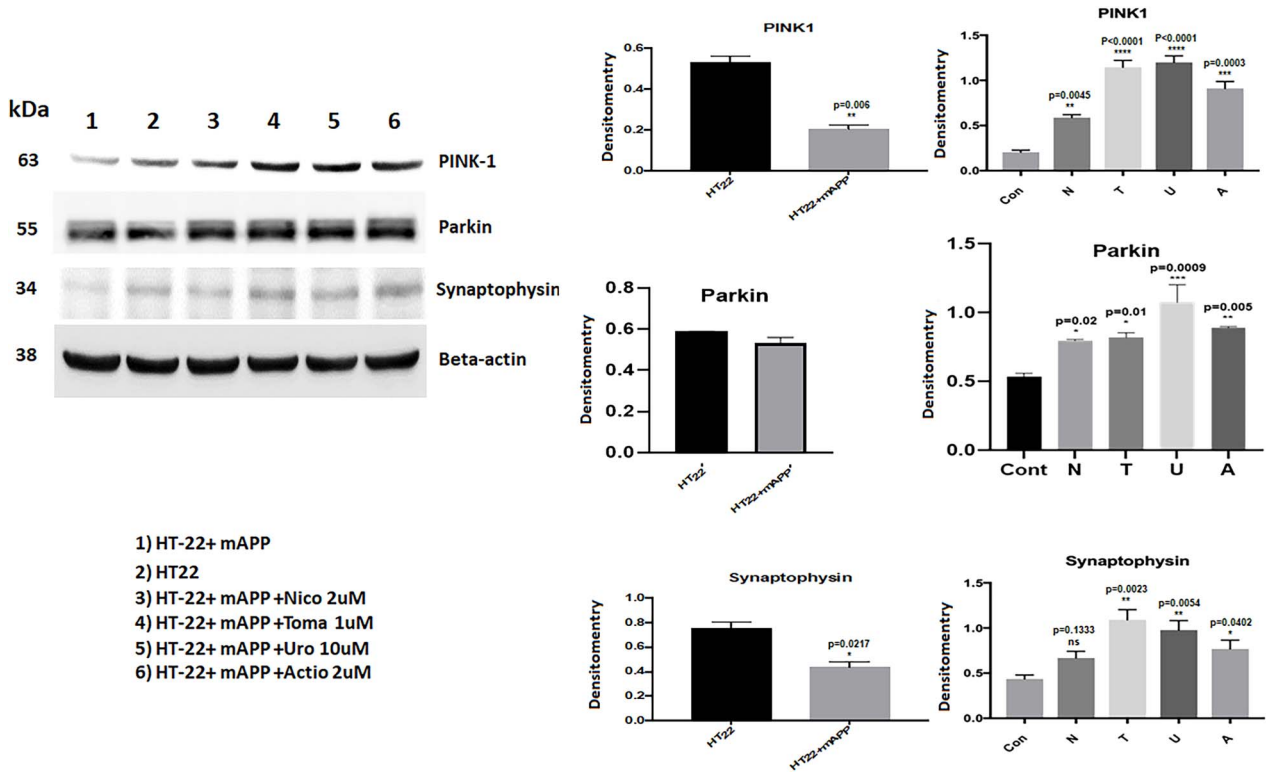 kDa
1 2 3 4 5 6
63 PINK-1
55 Parkin
34 Synaptophysin
38 Beta-actin
1) HT-22+ mAPP
2) HT22
3) HT-22+ mAPP +Nico 2uM
4) HT-22+ mAPP +Toma 1uM
5) HT-22+ mAPP +Uro 10uM
6) HT-22+ mAPP +Actio 2uM
PINK1
Densitomentry
0.6
0.4
0.2
0.0
p=0.006
**
HT22
HT22+mAPP
PINK1
Densitomentry
1.5
1.0
0.5
0.0
p=0.0045
**
P<0.0001
****
P<0.0001
****
p=0.0003
***
Con N T U A
Parkin
Densitomentry
0.8
0.6
0.4
0.2
0.0
HT22'
HT22+mAPP'
Parkin
Densitomentry
1.5
1.0
0.5
0.0
p=0.02
*
p=0.01
*
p=0.0009
***
p=0.005
**
Cont N T U A
Synaptophysin
Densitomentry
1.0
0.8
0.6
0.4
0.2
0.0
p=0.0217
*
HT22
HT22+mAPP
Synaptophysin
Densitomentry
1.5
1.0
0.5
0.0
p=0.1333
ns
p=0.0023
**
p=0.0054
**
p=0.0402
*
Con N T U A